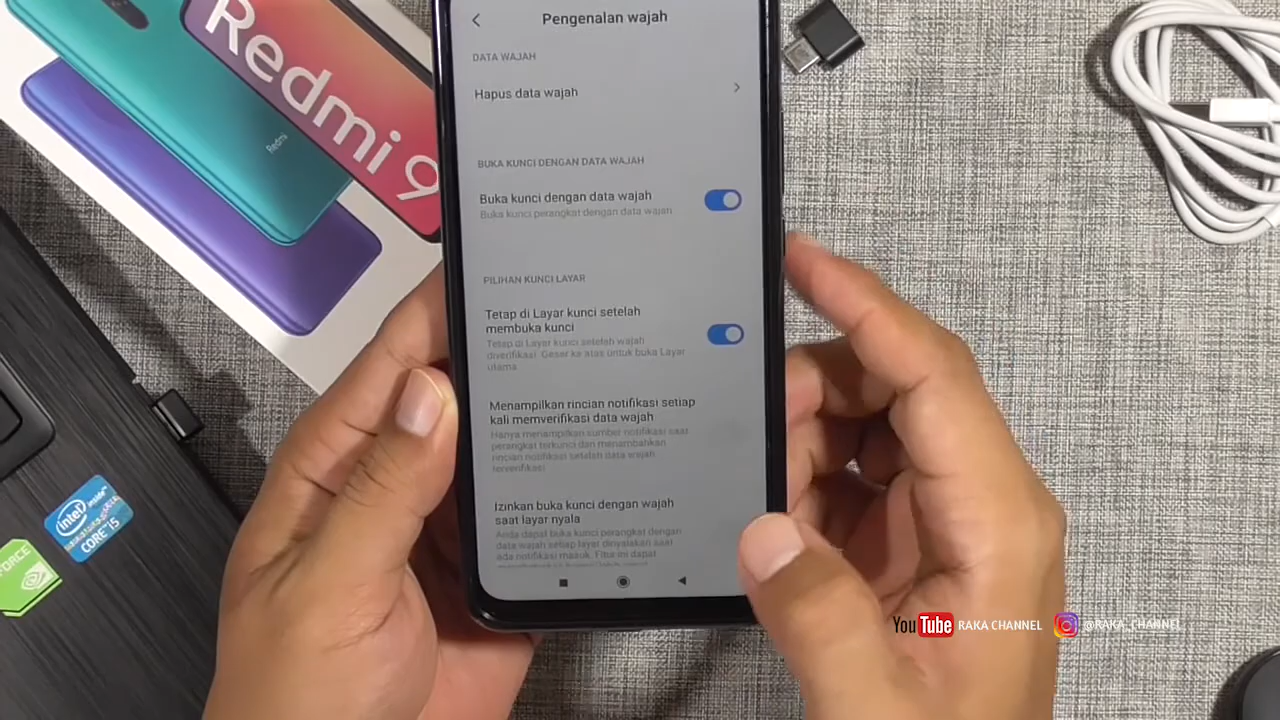 Pengenalan wajah
DATA WAJAH
Hapus data wajah
BUKA KUNCI DENGAN DATA WAJAH
Buka kunci dengan data wajah
Buka kunci perangkat dengan data wajah
PILIHAN KUNCI LAYAR
Tetap di Layar kunci setelah
membuka kunci
Tetap di Layar kunci setelah wajah
diverifikasi. Geser ke atas untuk buka Layar
utama
Menampilkan rincian notifikasi setiap
kali memverifikasi data wajah
Hanya menampilkan sumber notifikasi saat
perangkat terkunci dan menambahkan
rincian notifikasi setelah data wajah
terverifikasi
Izinkan buka kunci dengan wajah
saat layar nyala
Anda dapat buka kunci perangkat dengan
data wajah setiap layar dinyalakan saat
ada notifikasi masuk. Fitur ini dapat
Redmi 9
Redmi
intel inside
CORE i5
FORCE
YouTube RAKA CHANNEL
@RAKA_CHANNEL